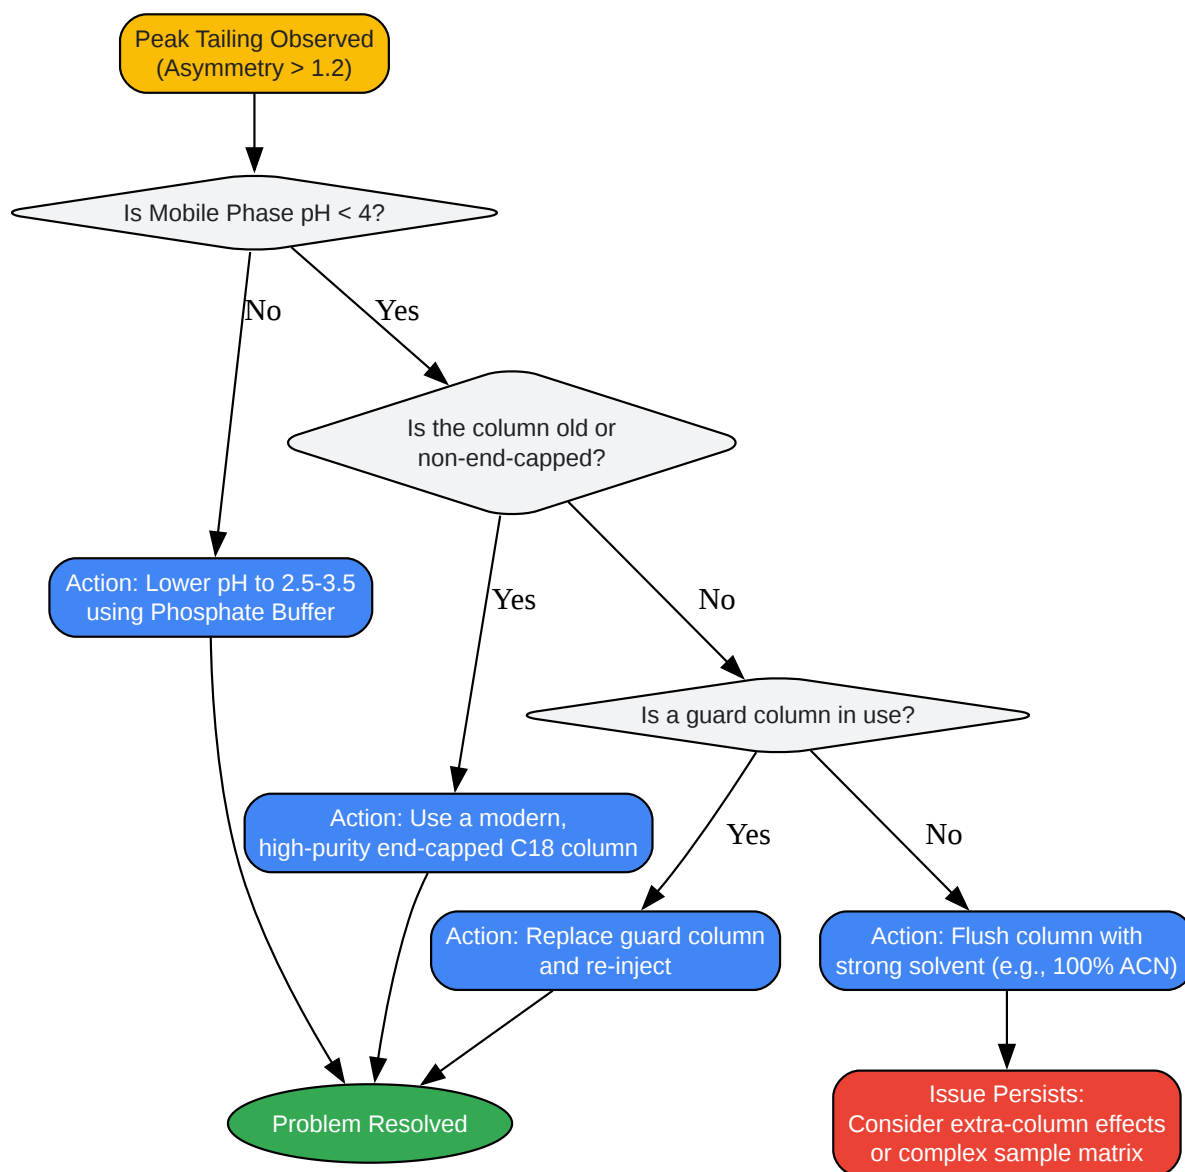 Peak Tailing Observed
(Asymmetry > 1.2)
Is Mobile Phase pH < 4?
No
Yes
Is the column old or
non-end-capped?
Action: Lower pH to 2.5-3.5
using Phosphate Buffer
Yes
No
Is a guard column in use?
Action: Use a modern,
high-purity end-capped C18 column
Yes
No
Action: Replace guard column
and re-inject
Action: Flush column with
strong solvent (e.g., 100% ACN)
Problem Resolved
Issue Persists:
Consider extra-column effects
or complex sample matrix